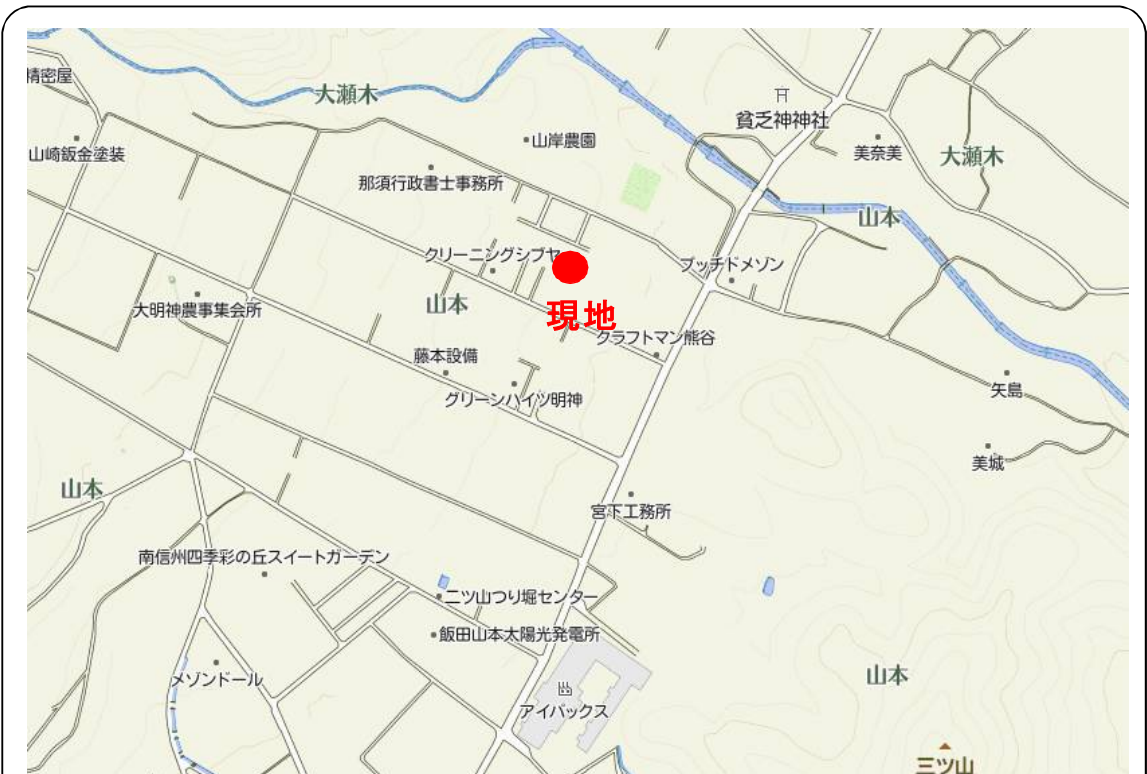 精密屋
大瀬木
貧乏神神社
山崎鈑金塗装
山岸農園
美奈美
大瀬木
那須行政書士事務所
山本
クリーニングシブヤ
プッチドメゾン
大明神農事集会所
山本
現地
クラフトマン熊谷
藤本設備
グリーンハイツ明神
矢島
美城
山本
宮下工務所
南信州四季彩の丘スイートガーデン
二ツ山つり堀センター
飯田山本太陽光発電所
メゾンドール
山本
アイパックス
三ツ山